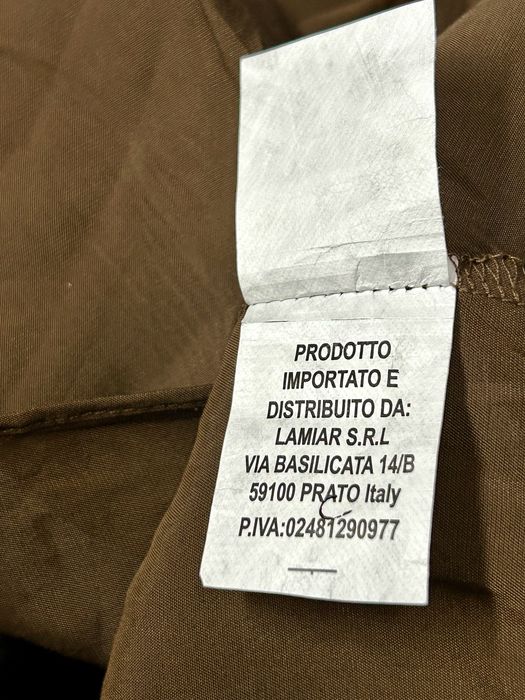 PRODOTTO
IMPORTATO E
DISTRIBUITO DA:
LAMIAR S.R.L
VIA BASILICATA 14/B
59100 PRATO Italy
P.IVA:02481290977